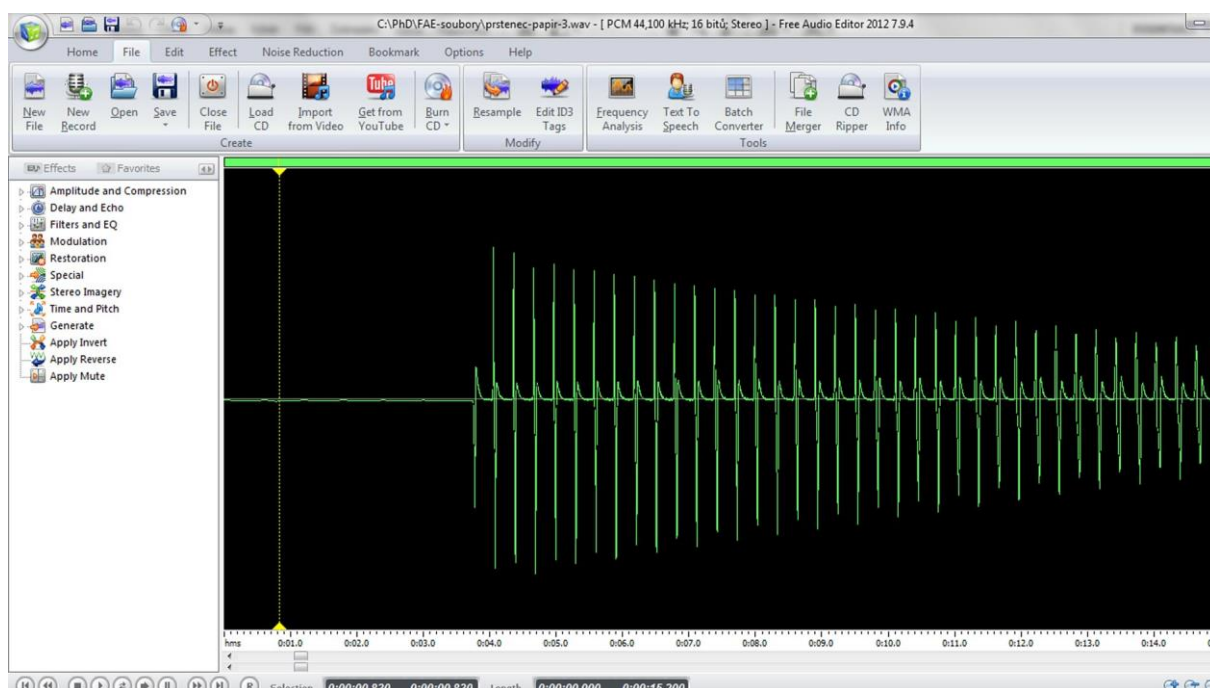 C:\PhD\FAE-soubory\prstenec-papir-3.wav - [ PCM 44,100 kHz; 16 bitů; Stereo ] - Free Audio Editor 2012 7.9.4
Home File Edit Effect Noise Reduction Bookmark Options Help
New File
New Record
Open
Save
Close File
Load CD
Import from Video
Get from YouTube
Burn CD
Resample
Edit ID3 Tags
Frequency Analysis
Text To Speech
Batch Converter
File Merger
CD Ripper
WMA Info
Create Modify Tools
Effects Favorites
Amplitude and Compression
Delay and Echo
Filters and EQ
Modulation
Restoration
Special
Stereo Imagery
Time and Pitch
Generate
Apply Invert
Apply Reverse
Apply Mute
hms 0:01.0 0:02.0 0:03.0 0:04.0 0:05.0 0:06.0 0:07.0 0:08.0 0:09.0 0:10.0 0:11.0 0:12.0 0:13.0 0:14.0
Selection 0:00:00.820 0:00:00.820 Length 0:00:00.000 0:00:15.200